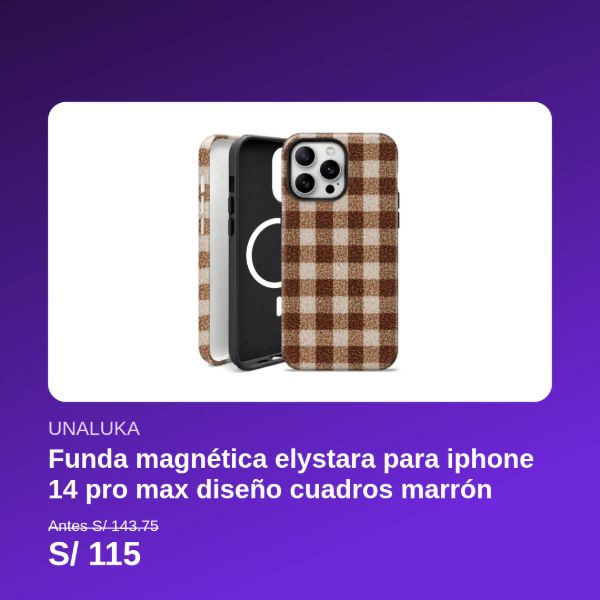 UNALUKA
Funda magnética elystara para iphone
14 pro max diseño cuadros marrón
Antes S/ 143.75
S/ 115